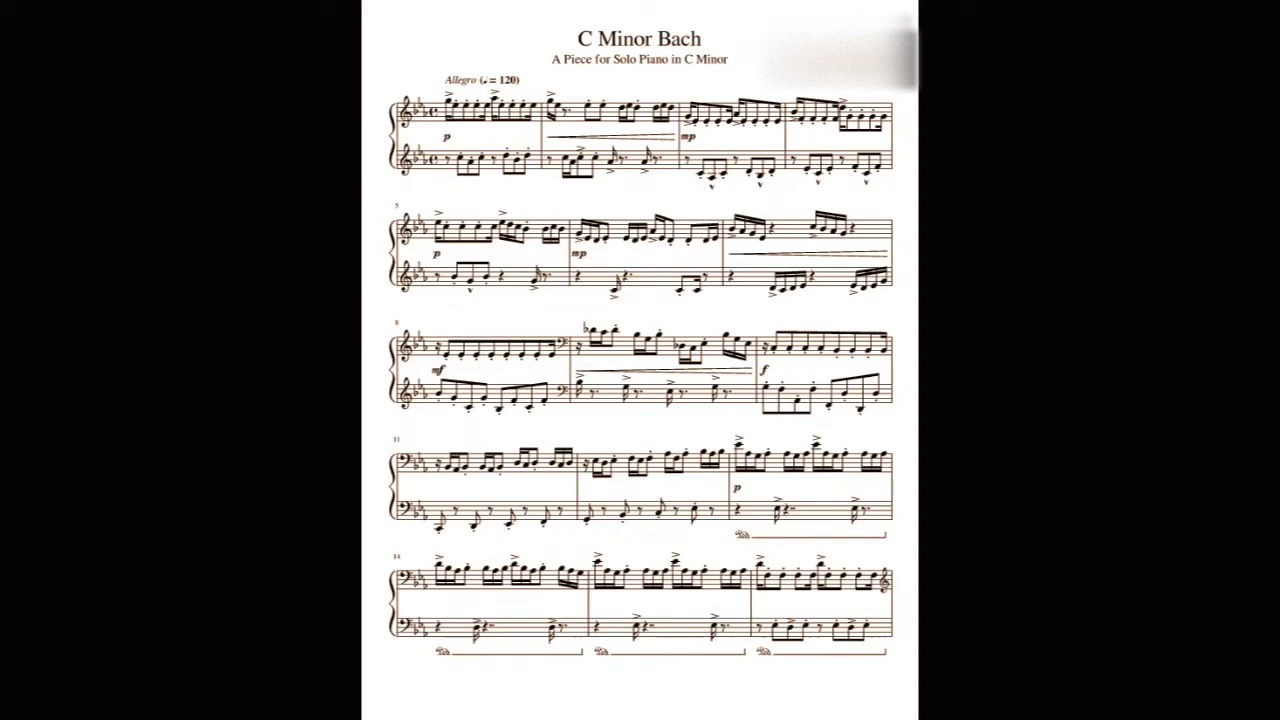 C Minor Bach
A Piece for Solo Piano in C Minor
Allegro (♩ = 120)
p
mp
5
p
mp
8
mf
f
11
p
14